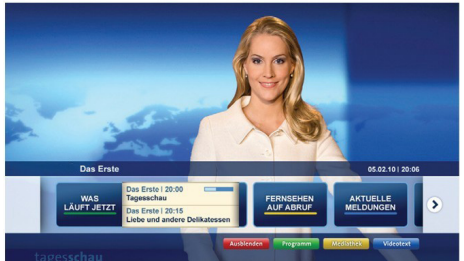 Das Erste
05.02.10 | 20:06
WAS
LÄUFT JETZT
Das Erste | 20:00
Tagesschau
Das Erste | 20:15
Liebe und andere Delikatessen
FERNSEHEN
AUF ABRUF
AKTUELLE
MELDUNGEN
Ausblenden
Programm
Mediathek
Videotext
tagesschau